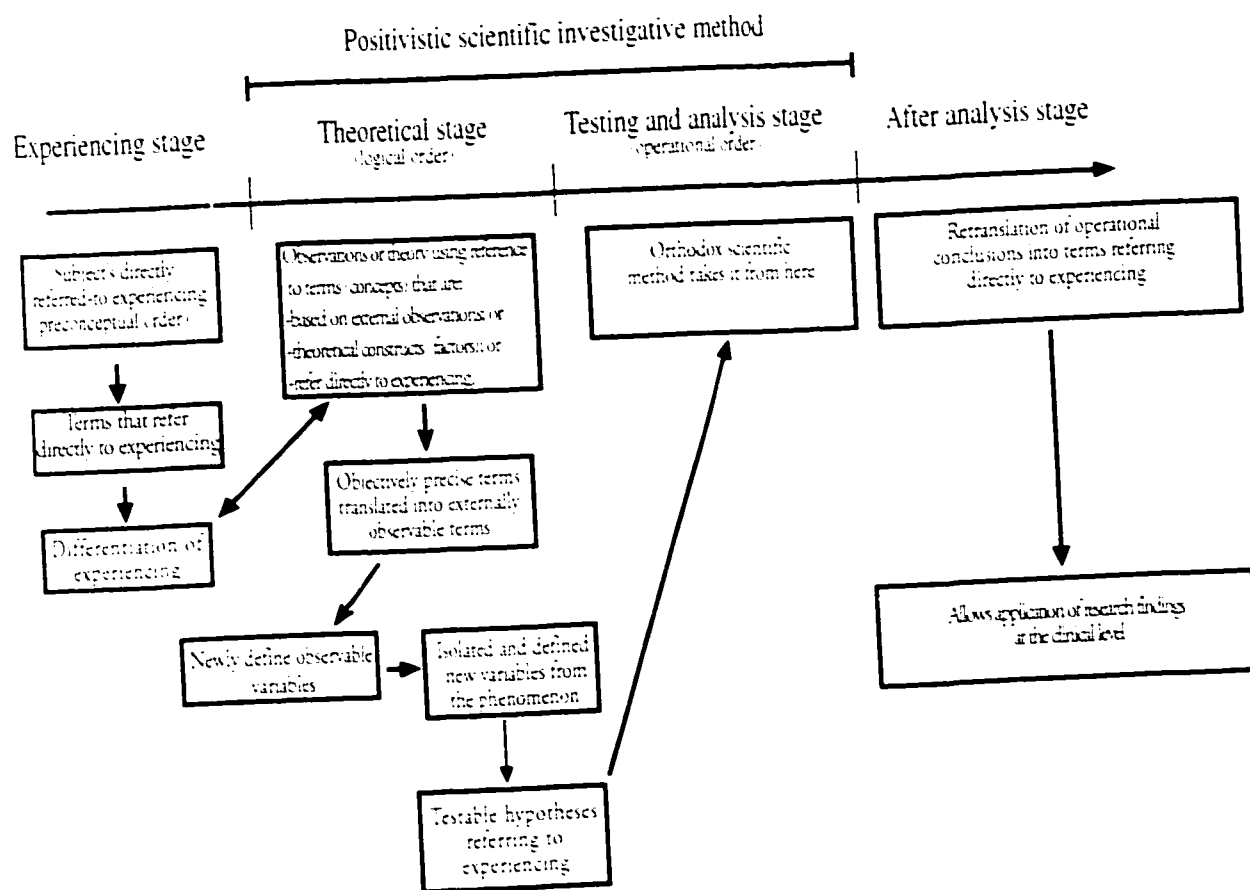 Positivistic scientific investigative method
Experiencing stage
Theoretical stage
(logical order)
Testing and analysis stage
(operational order)
After analysis stage
Subject's directly
referred-to experiencing
preconceptual order)
Terms that refer
directly to experiencing
Differentiation of
experiencing
Observations or theory using reference
to terms (concepts) that are:
-based on external observations; or
-theoretical constructs (factors); or
-refer directly to experiencing.
Objectively precise terms
translated into externally
observable terms
Newly define observable
variables
Isolated and defined
new variables from
the phenomenon
Testable hypotheses
referring to
experiencing
Orthodox scientific
method takes it from here
Retranslation of operational
conclusions into terms referring
directly to experiencing
Allows application of research findings
at the clinical level